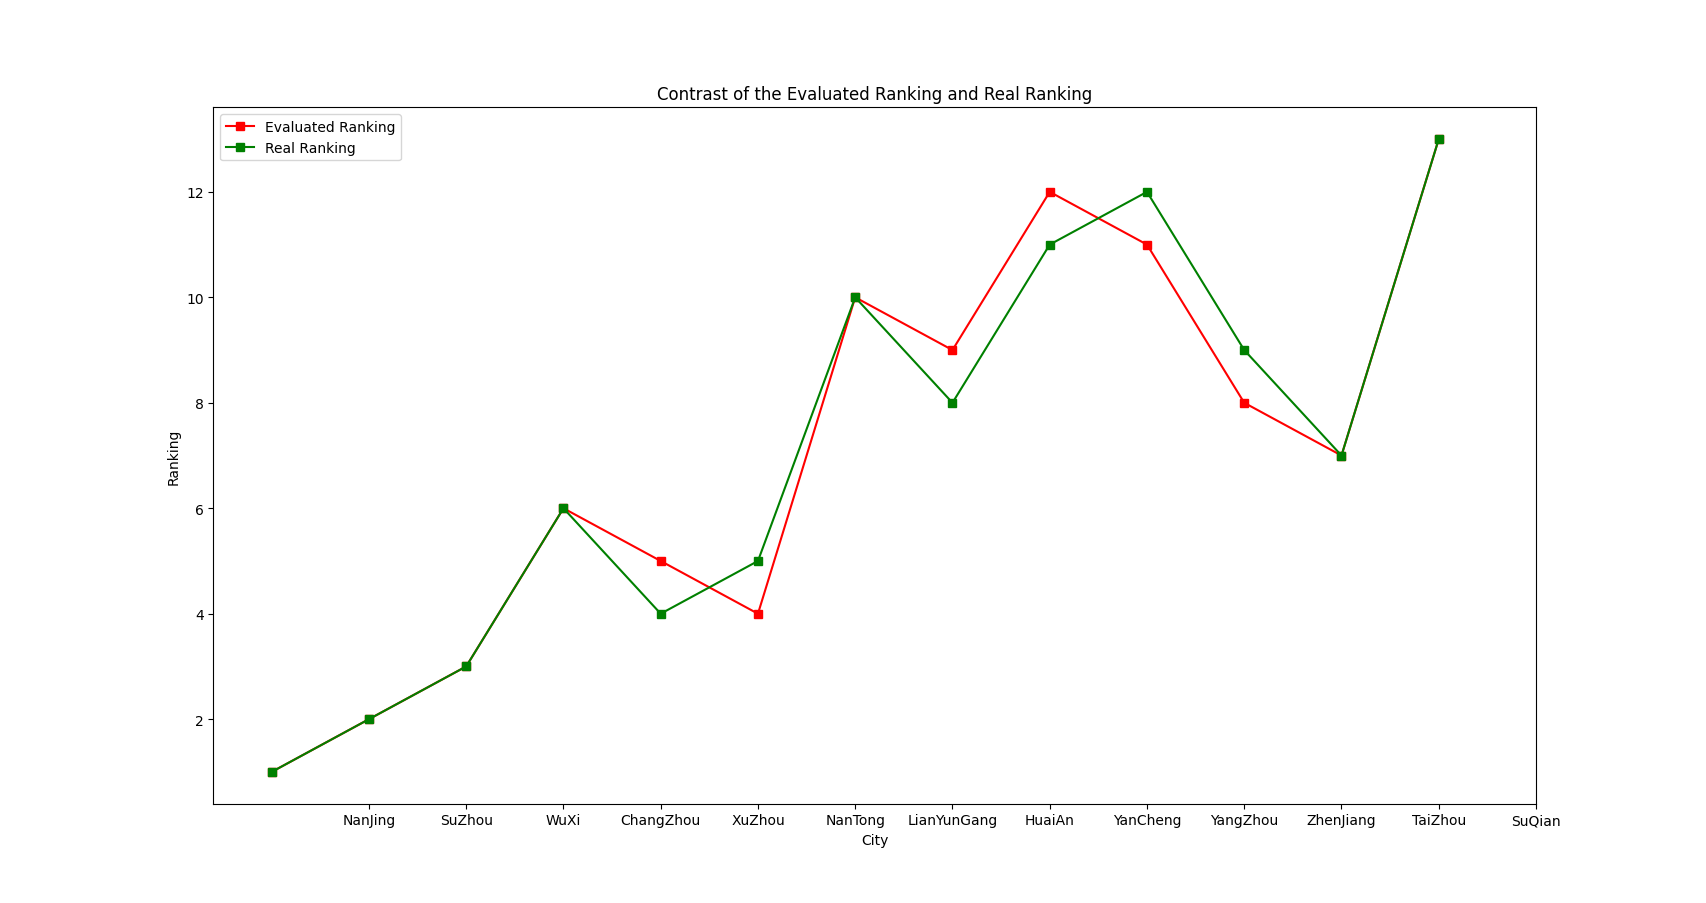 Contrast of the Evaluated Ranking and Real Ranking
Evaluated Ranking
Real Ranking
12
10
8
6
4
2
Ranking
NanJing SuZhou WuXi ChangZhou XuZhou NanTong LianYunGang HuaiAn YanCheng YangZhou ZhenJiang TaiZhou SuQian
City